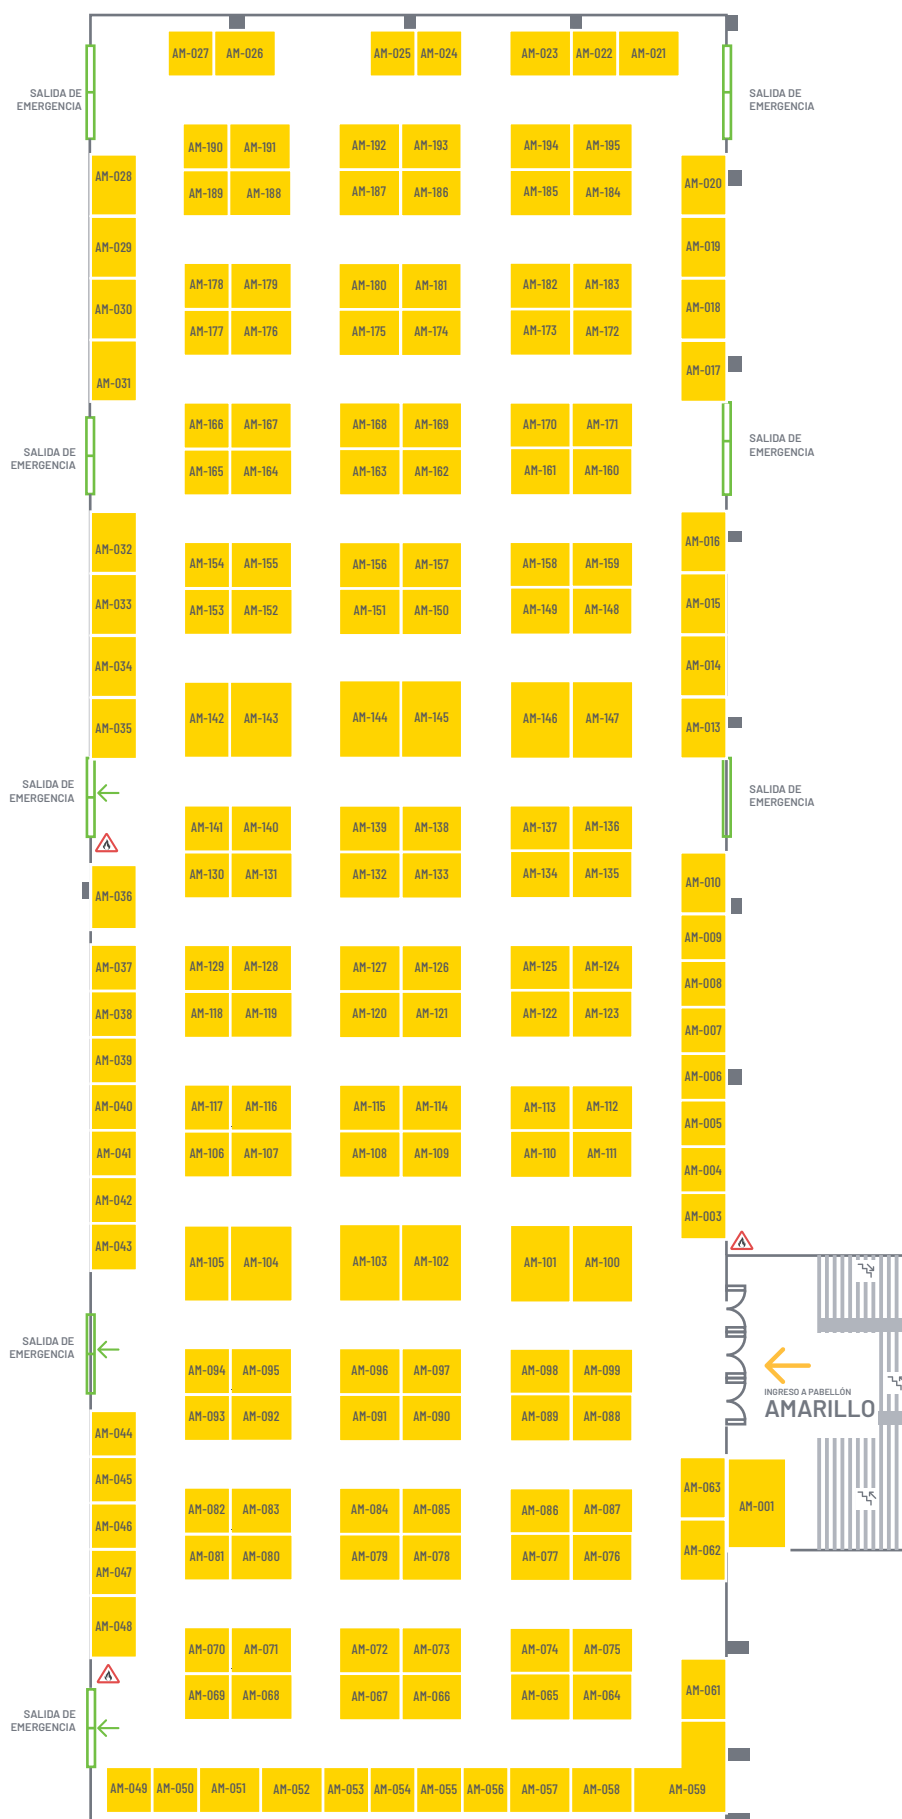 AM-027 AM-026 AM-025 AM-024 AM-023 AM-022 AM-021
SALIDA DE
EMERGENCIA
SALIDA DE
EMERGENCIA
AM-190 AM-191 AM-192 AM-193 AM-194 AM-195
AM-028 AM-189 AM-188 AM-187 AM-186 AM-185 AM-184 AM-020
AM-029 AM-019
AM-030 AM-178 AM-179 AM-180 AM-181 AM-182 AM-183 AM-018
AM-177 AM-176 AM-175 AM-174 AM-173 AM-172
AM-031 AM-017
AM-166 AM-167 AM-168 AM-169 AM-170 AM-171
SALIDA DE
EMERGENCIA
SALIDA DE
EMERGENCIA
AM-165 AM-164 AM-163 AM-162 AM-161 AM-160
AM-032 AM-016
AM-154 AM-155 AM-156 AM-157 AM-158 AM-159
AM-033 AM-153 AM-152 AM-151 AM-150 AM-149 AM-148 AM-015
AM-034 AM-014
AM-035 AM-142 AM-143 AM-144 AM-145 AM-146 AM-147 AM-013
SALIDA DE
EMERGENCIA
SALIDA DE
EMERGENCIA
AM-141 AM-140 AM-139 AM-138 AM-137 AM-136
AM-130 AM-131 AM-132 AM-133 AM-134 AM-135
AM-036 AM-010
AM-009
AM-037 AM-129 AM-128 AM-127 AM-126 AM-125 AM-124 AM-008
AM-038 AM-118 AM-119 AM-120 AM-121 AM-122 AM-123 AM-007
AM-039 AM-006
AM-040 AM-117 AM-116 AM-115 AM-114 AM-113 AM-112 AM-005
AM-041 AM-106 AM-107 AM-108 AM-109 AM-110 AM-111 AM-004
AM-042 AM-003
AM-043 AM-105 AM-104 AM-103 AM-102 AM-101 AM-100
SALIDA DE
EMERGENCIA
AM-094 AM-095 AM-096 AM-097 AM-098 AM-099
INGRESO A PABELLÓN
AMARILLO
AM-093 AM-092 AM-091 AM-090 AM-089 AM-088
AM-044
AM-045 AM-063
AM-082 AM-083 AM-084 AM-085 AM-086 AM-087 AM-001
AM-046
AM-081 AM-080 AM-079 AM-078 AM-077 AM-076 AM-062
AM-047
AM-048
AM-070 AM-071 AM-072 AM-073 AM-074 AM-075
AM-069 AM-068 AM-067 AM-066 AM-065 AM-064 AM-061
SALIDA DE
EMERGENCIA
AM-049 AM-050 AM-051 AM-052 AM-053 AM-054 AM-055 AM-056 AM-057 AM-058 AM-059